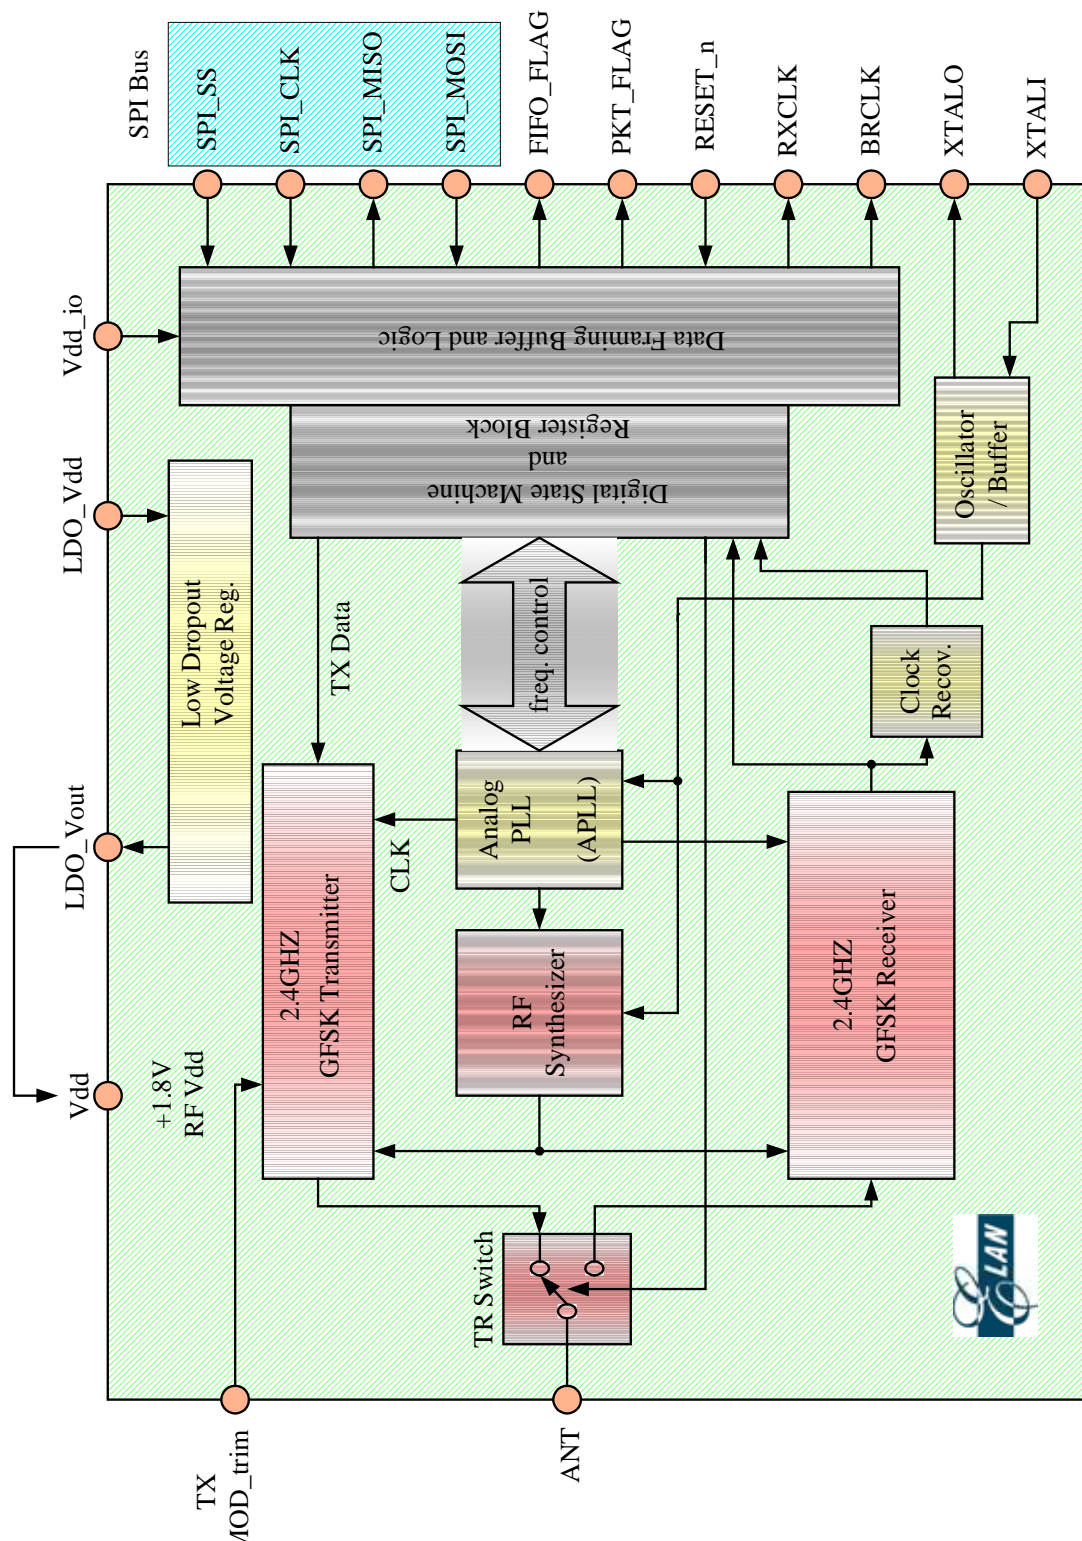 SPI Bus
SPI_SS
SPI_CLK
SPI_MISO
SPI_MOSI
FIFO_FLAG
PKT_FLAG
RESET_n
RXCLK
BRCLK
XTALO
XTALI
Vdd_io
LDO_Vdd
LDO_Vout
Vdd
+1.8V
RF Vdd
Data Framing Buffer and Logic
Digital State Machine
and
Register Block
Oscillator
/ Buffer
Low Dropout
Voltage Reg.
TX Data
freq. control
Clock
Recov.
Analog
PLL
(APLL)
CLK
2.4GHZ
GFSK Transmitter
RF
Synthesizer
2.4GHZ
GFSK Receiver
TR Switch
TX
MOD_trim
ANT
ELAN